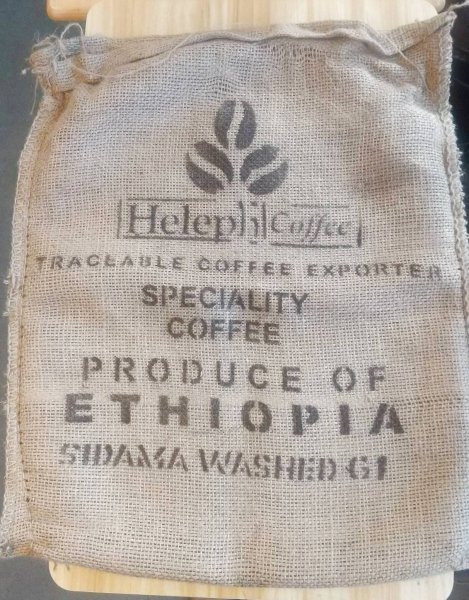 Heleph Coffee
TRACEABLE COFFEE EXPORTER
SPECIALITY
COFFEE
PRODUCE OF
ETHIOPIA
SIDAMA WASHED G1